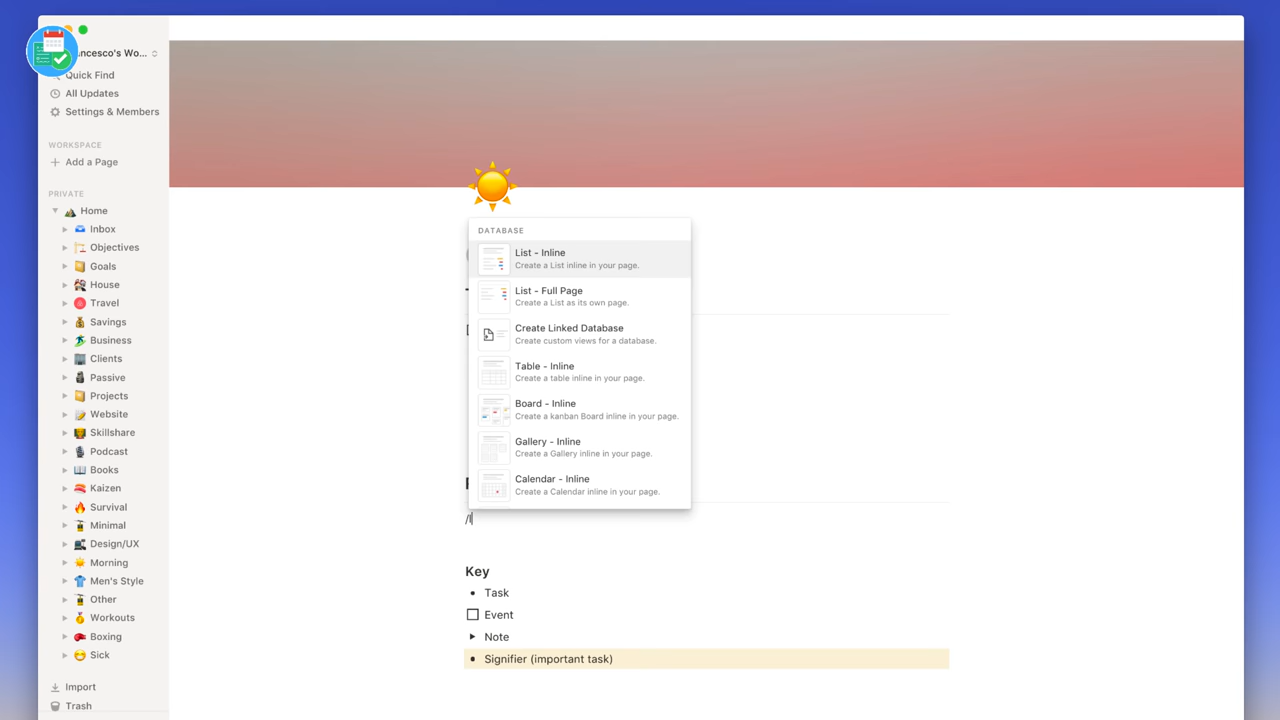 ncesco's Wo...
Quick Find
All Updates
Settings & Members
WORKSPACE
Add a Page
PRIVATE
Home
Inbox
Objectives
Goals
House
Travel
Savings
Business
Clients
Passive
Projects
Website
Skillshare
Podcast
Books
Kaizen
Survival
Minimal
Design/UX
Morning
Men's Style
Other
Workouts
Boxing
Sick
Import
Trash
DATABASE
List - Inline
Create a List inline in your page.
List - Full Page
Create a List as its own page.
Create Linked Database
Create custom views for a database.
Table - Inline
Create a table inline in your page.
Board - Inline
Create a kanban Board inline in your page.
Gallery - Inline
Create a Gallery inline in your page.
Calendar - Inline
Create a Calendar inline in your page.
/l
Key
Task
Event
Note
Signifier (important task)